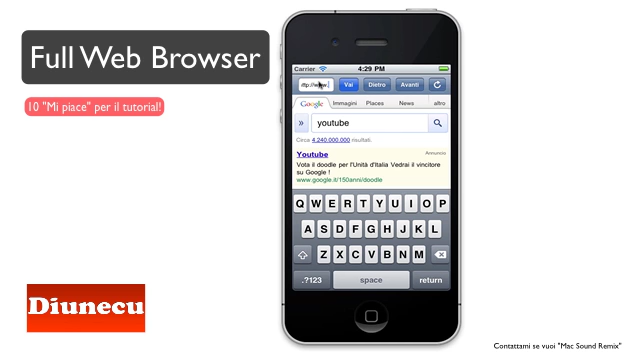 Full Web Browser
10 "Mi piace" per il tutorial!
Carrier 4:29 PM
Vai Dietro Avanti
Google Immagini Places News altro
» youtube
Circa 4.240.000.000 risultati.
Youtube Annuncio
Vota il doodle per l'Unità d'Italia Vedrai il vincitore
su Google !
www.google.it/150anni/doodle
Q W E R T Y U I O P
A S D F G H J K L
Z X C V B N M
.?123 space return
Diunecu
Contattami se vuoi "Mac Sound Remix"